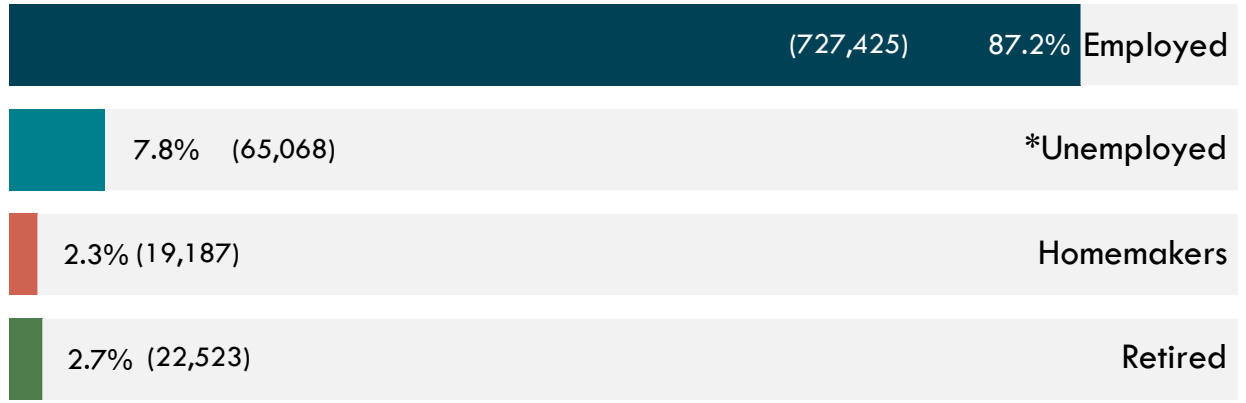 (727,425) 87.2% Employed
7.8% (65,068) *Unemployed
2.3% (19,187) Homemakers
2.7% (22,523) Retired